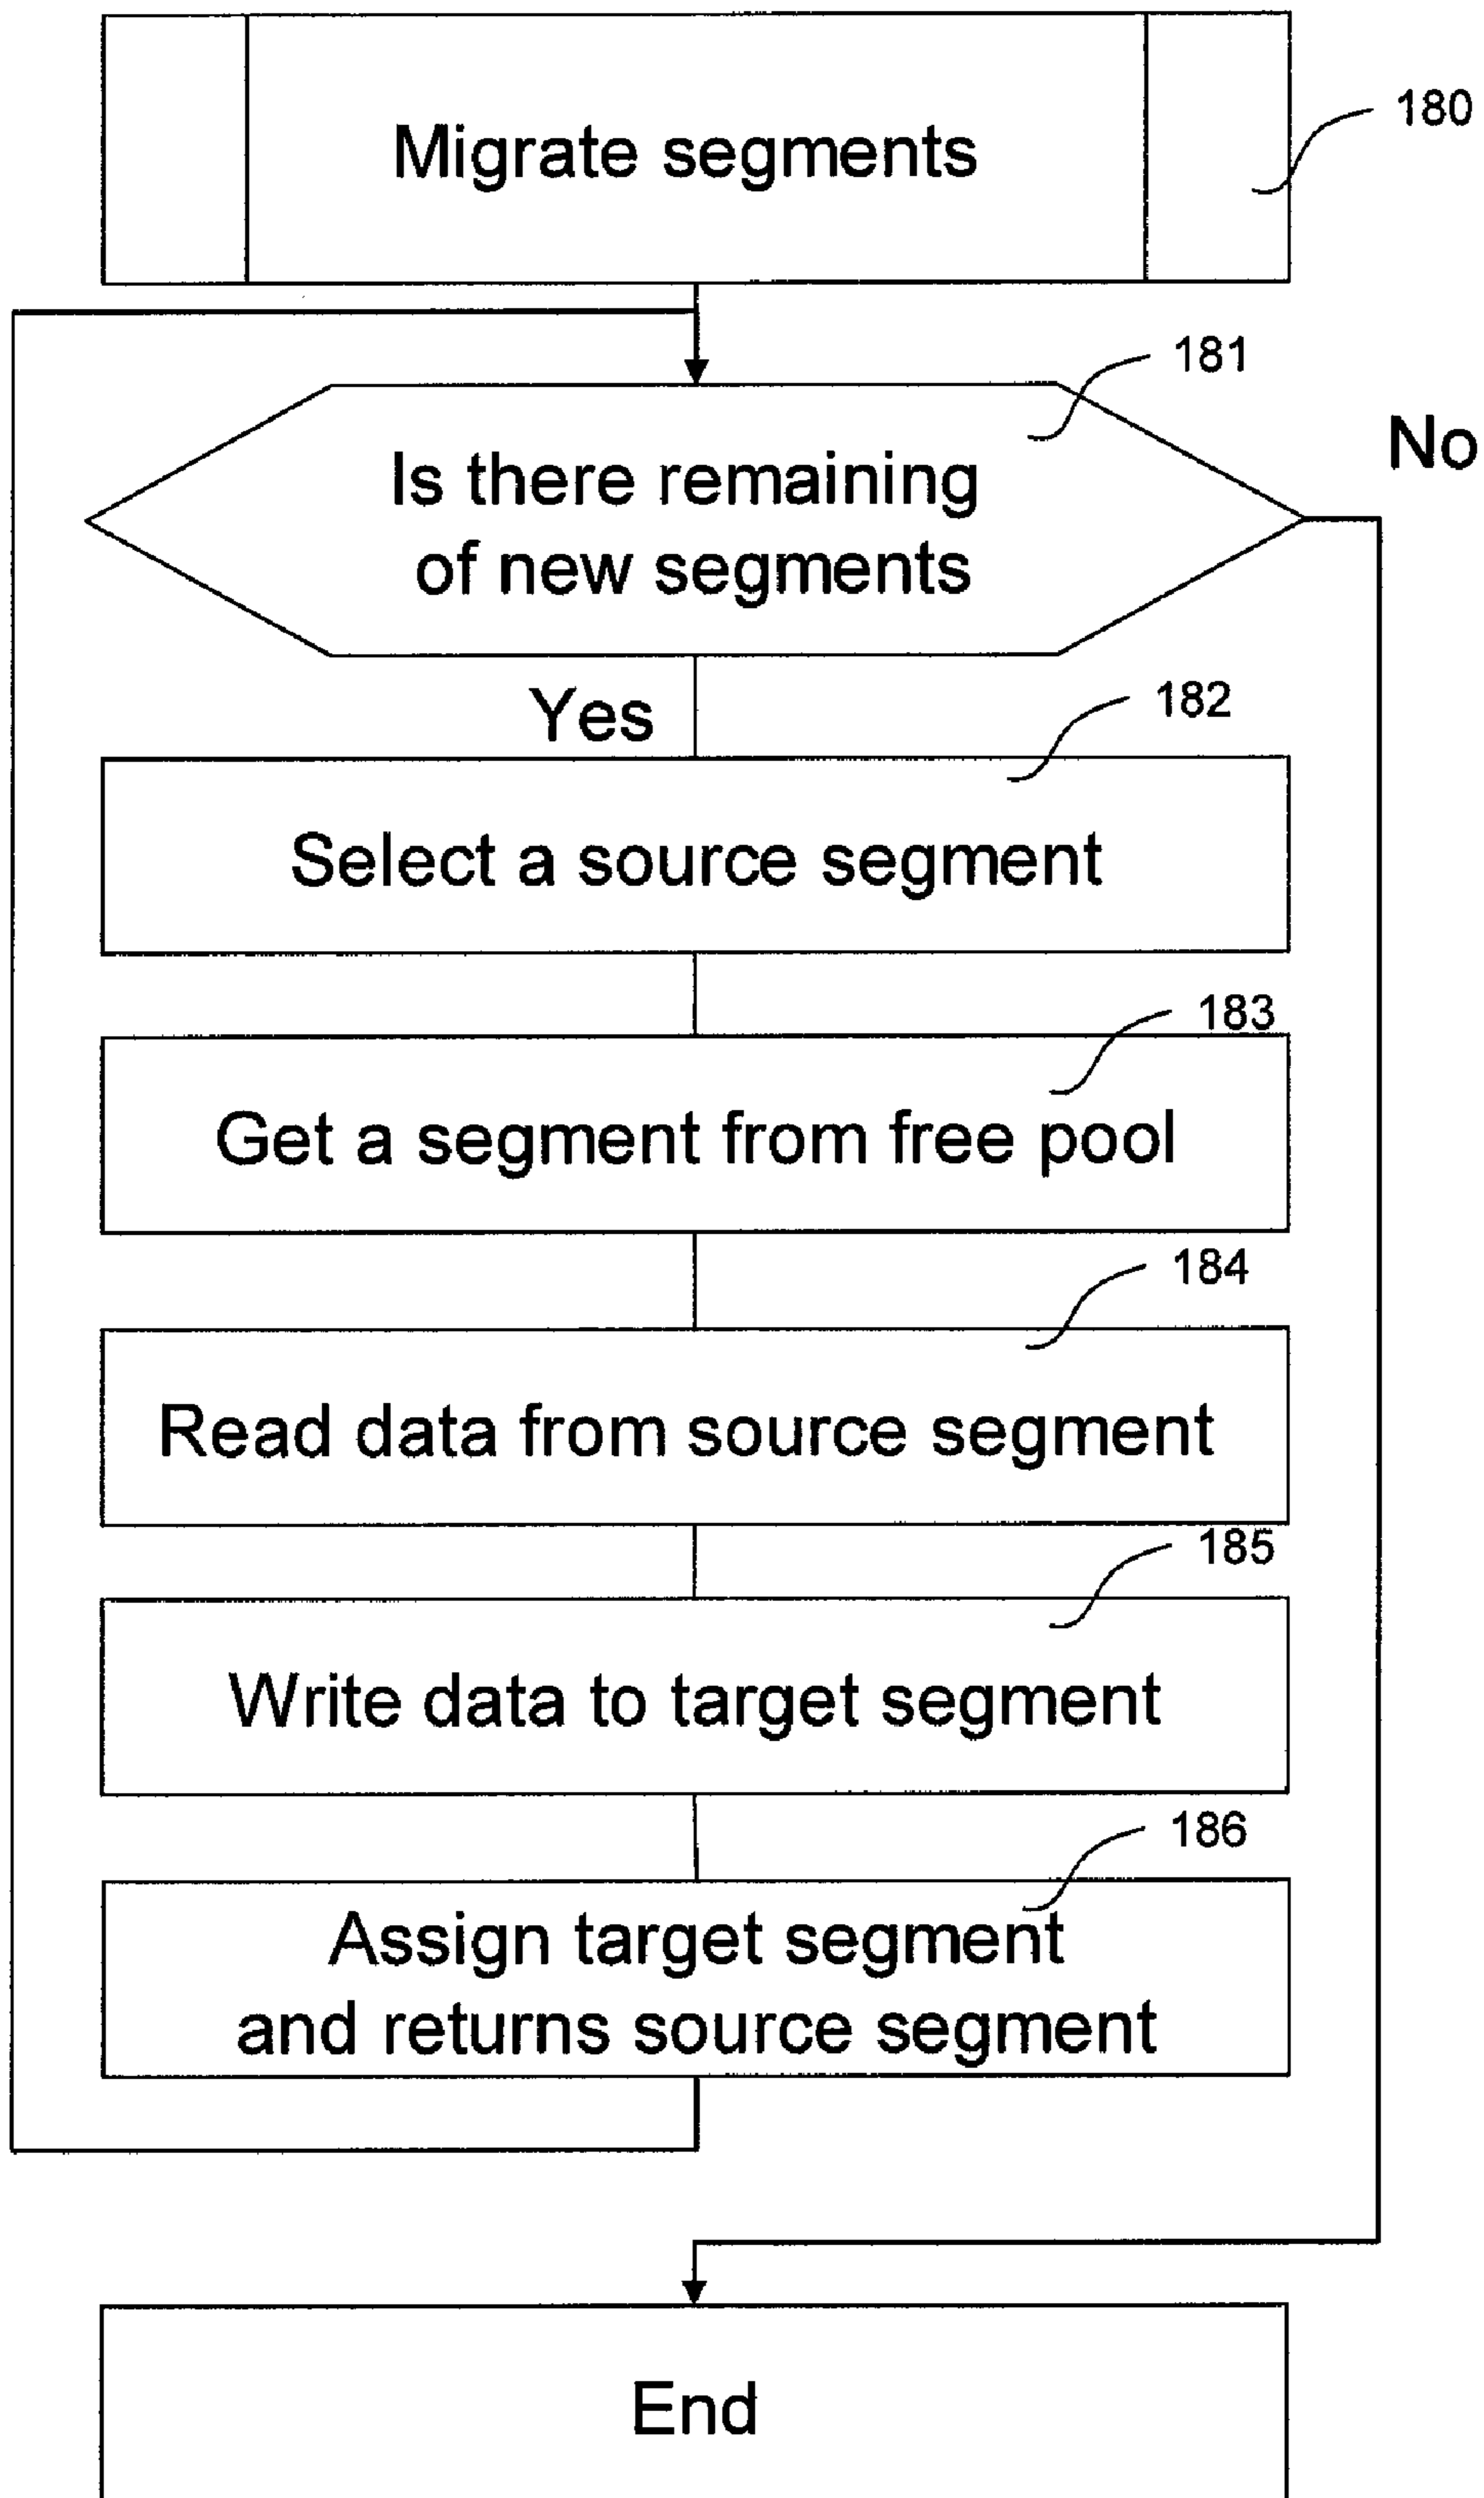 Migrate segments
180
181
Is there remaining
of new segments
No
Yes
182
Select a source segment
183
Get a segment from free pool
184
Read data from source segment
185
Write data to target segment
186
Assign target segment
and returns source segment
End